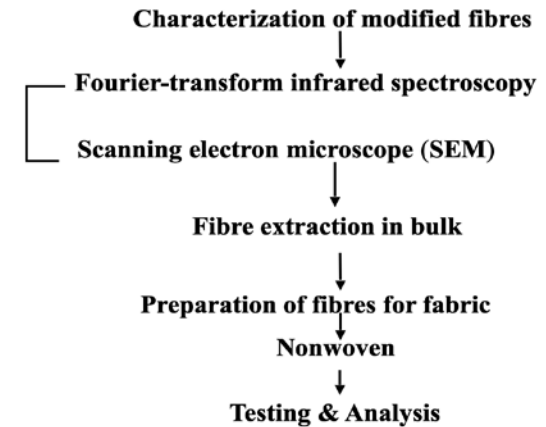 Characterization of modified fibres
Fourier-transform infrared spectroscopy
Scanning electron microscope (SEM)
Fibre extraction in bulk
Preparation of fibres for fabric
Nonwoven
Testing & Analysis